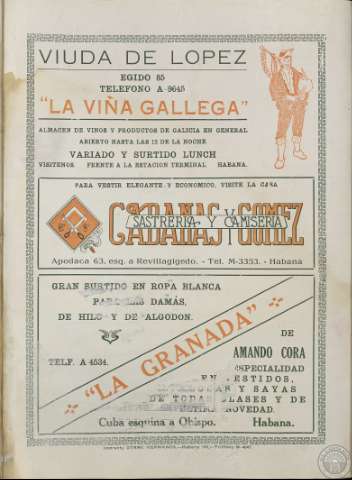 VIUDA DE LOPEZ
EGIDO 85
TELEFONO A-9645
"LA VIÑA GALLEGA"
ALMACEN DE VINOS Y PRODUCTOS DE GALICIA EN GENERAL
ABIERTO HASTA LAS 12 DE LA NOCHE
VARIADO Y SURTIDO LUNCH
VISITENOS FRENTE A LA ESTACION TERMINAL HABANA.
PARA VESTIR ELEGANTE Y ECONOMICO, VISITE LA CASA
CABANAS Y GOMEZ
SASTRERIA Y CAMISERIA
Apodaca 63, esq. a Revillagigedo. - Tel. M-3353. - Habana
GRAN SURTIDO EN ROPA BLANCA
PARA LAS DAMAS,
DE HILO Y DE ALGODON.
TELF. A 4534.
"LA GRANADA"
DE
AMANDO CORA
ESPECIALIDAD
EN VESTIDOS,
Y SAYAS
DE TODAS CLASES Y DE
NOVEDAD.
Cuba esquina a Obispo. Habana.